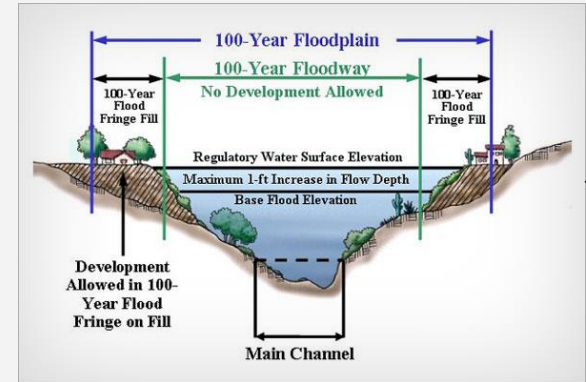 100-Year Floodplain
100-Year Floodway
No Development Allowed
100-Year
Flood
Fringe Fill
100-Year
Flood
Fringe Fill
Regulatory Water Surface Elevation
Maximum 1-ft Increase in Flow Depth
Base Flood Elevation
Development
Allowed in 100-
Year Flood
Fringe on Fill
Main Channel